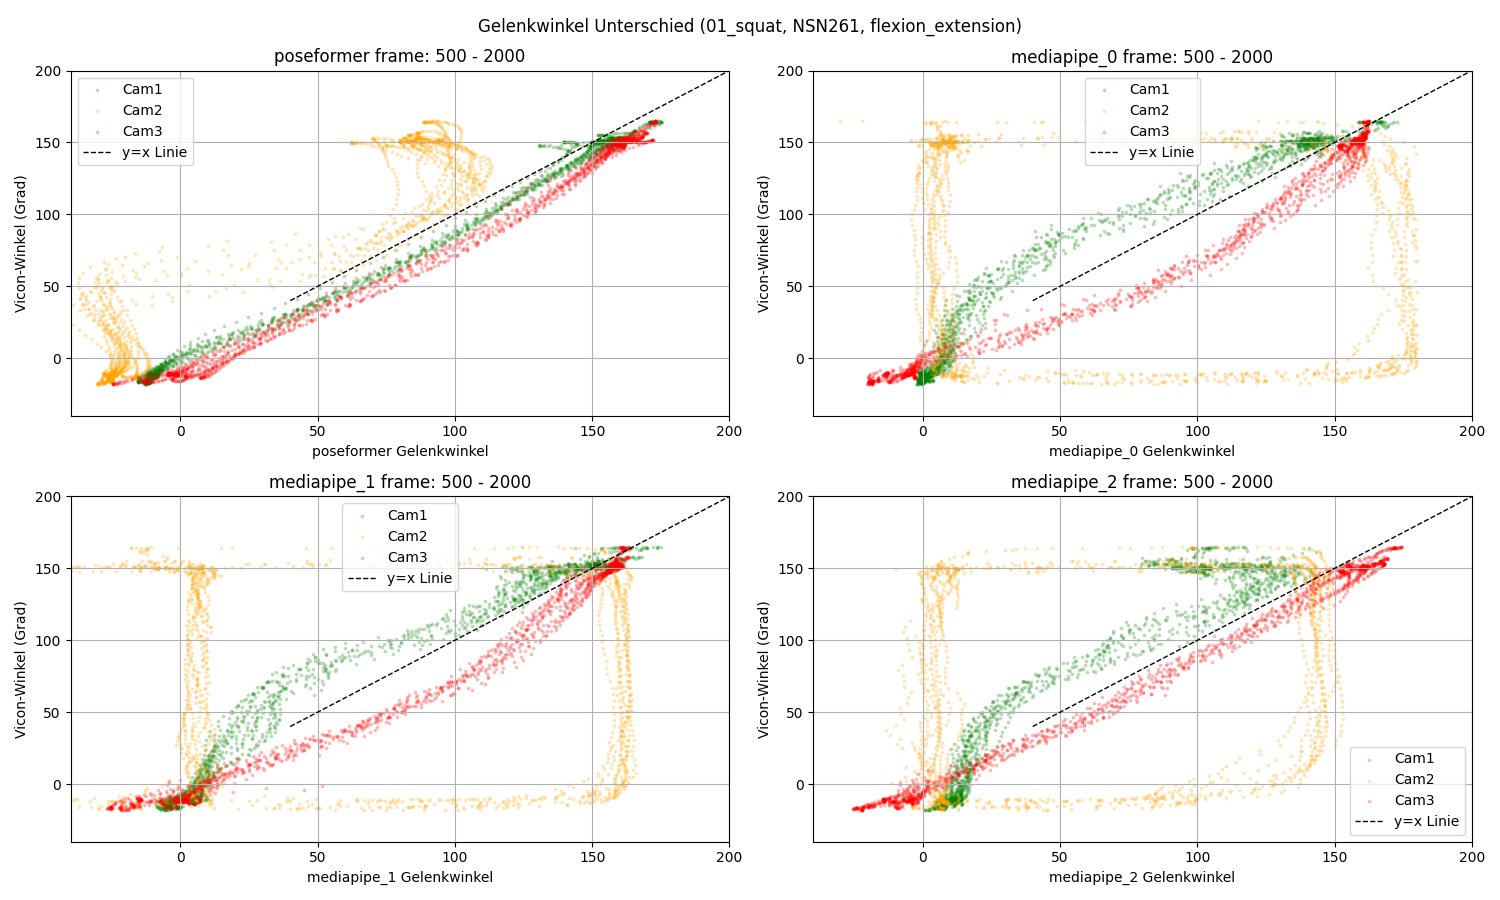 Gelenkwinkel Unterschied (01_squat, NSN261, flexion_extension)
poseformer frame: 500 - 2000
Cam1
Cam2
Cam3
y=x Linie
200
150
100
50
0
Vicon-Winkel (Grad)
0 50 100 150 200
poseformer Gelenkwinkel
mediapipe_0 frame: 500 - 2000
Cam1
Cam2
Cam3
y=x Linie
200
150
100
50
0
Vicon-Winkel (Grad)
0 50 100 150 200
mediapipe_0 Gelenkwinkel
mediapipe_1 frame: 500 - 2000
Cam1
Cam2
Cam3
y=x Linie
200
150
100
50
0
Vicon-Winkel (Grad)
0 50 100 150 200
mediapipe_1 Gelenkwinkel
mediapipe_2 frame: 500 - 2000
200
150
100
50
0
Vicon-Winkel (Grad)
Cam1
Cam2
Cam3
y=x Linie
0 50 100 150 200
mediapipe_2 Gelenkwinkel